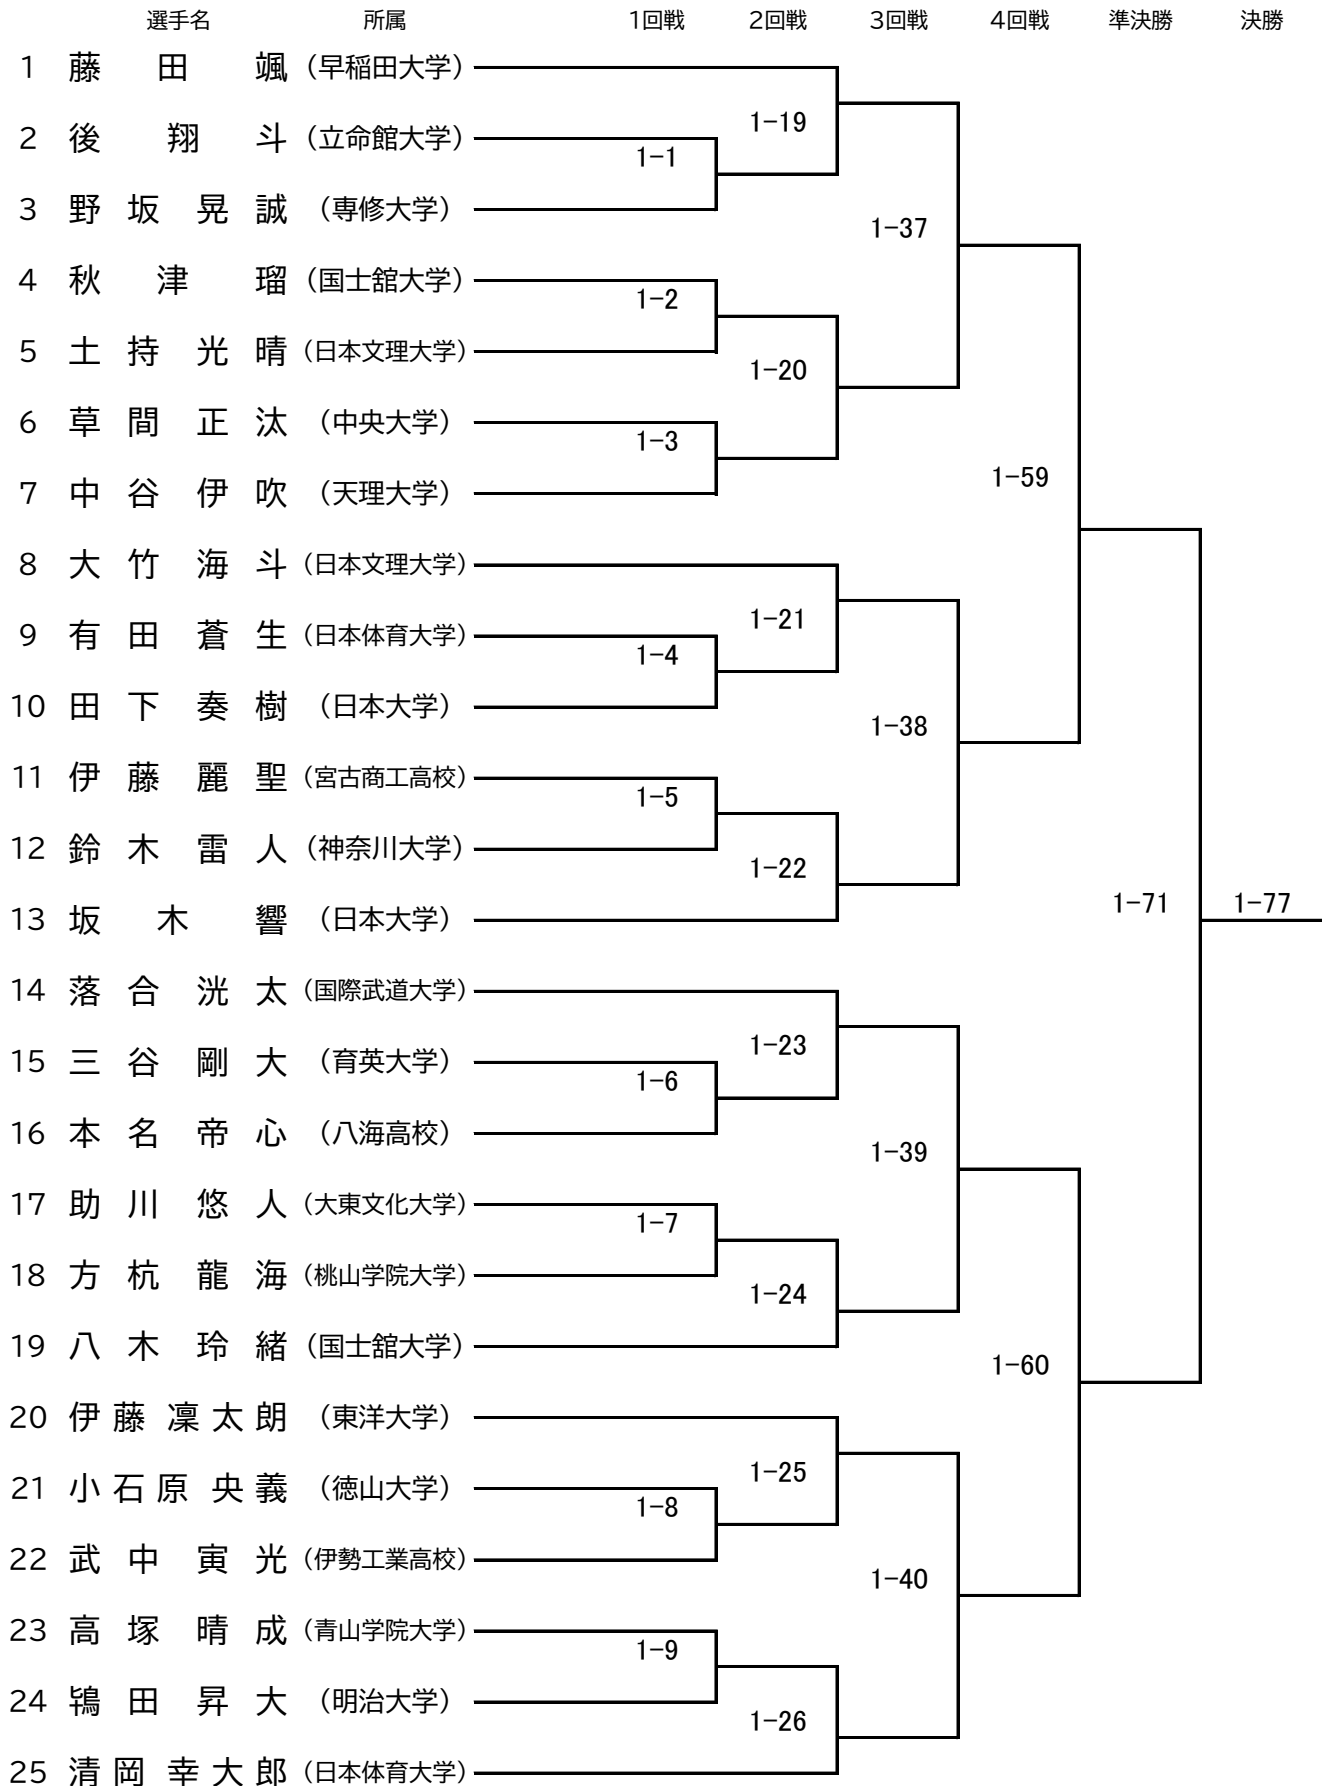 選手名 所属 1回戦 2回戦 3回戦 4回戦 準決勝 決勝
1 藤田 颯 (早稲田大学)
1-19
2 後 翔斗 (立命館大学)
1-1
3 野坂 晃誠 (専修大学)
1-37
4 秋津 瑠 (国士舘大学)
1-2
5 土持 光晴 (日本文理大学)
1-20
6 草間 正汰 (中央大学)
1-3
1-59
7 中谷 伊吹 (天理大学)
8 大竹 海斗 (日本文理大学)
1-21
9 有田 蒼生 (日本体育大学)
1-4
10 田下 奏樹 (日本大学)
1-38
11 伊藤 麗聖 (宮古商工高校)
1-5
12 鈴木 雷人 (神奈川大学)
1-22
1-71 1-77
13 坂木 響 (日本大学)
14 落合 洸太 (国際武道大学)
1-23
15 三谷 剛大 (育英大学)
1-6
16 本名 帝心 (八海高校)
1-39
17 助川 悠人 (大東文化大学)
1-7
18 方杭 龍海 (桃山学院大学)
1-24
19 八木 玲緒 (国士舘大学)
1-60
20 伊藤 凜太朗 (東洋大学)
1-25
21 小石原 央義 (徳山大学)
1-8
22 武中 寅光 (伊勢工業高校)
1-40
23 高塚 晴成 (青山学院大学)
1-9
24 鴇田 昇大 (明治大学)
1-26
25 清岡 幸大郎 (日本体育大学)